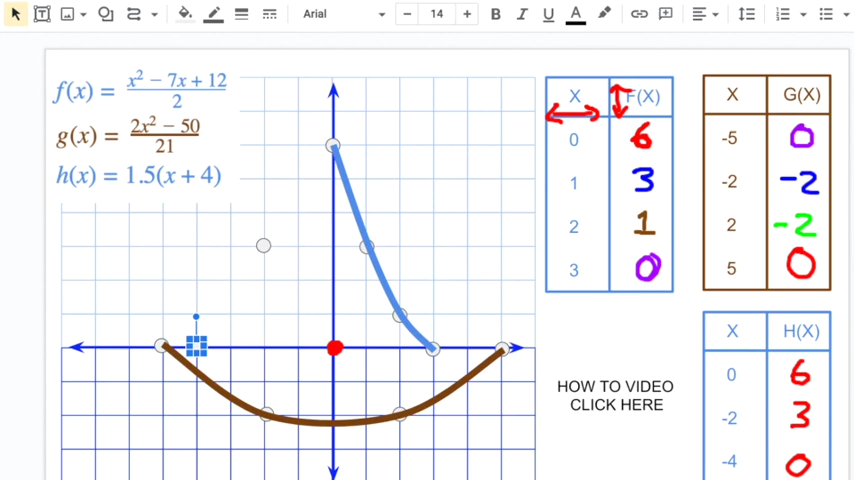 Arial
14
B I U A
f(x) = (x² − 7x + 12)/2
g(x) = (2x² − 50)/21
h(x) = 1.5(x + 4)
X F(X)
0 6
1 3
2 1
3 0
X G(X)
-5 0
-2 -2
2 -2
5 0
HOW TO VIDEO
CLICK HERE
X H(X)
0 6
-2 3
-4 0